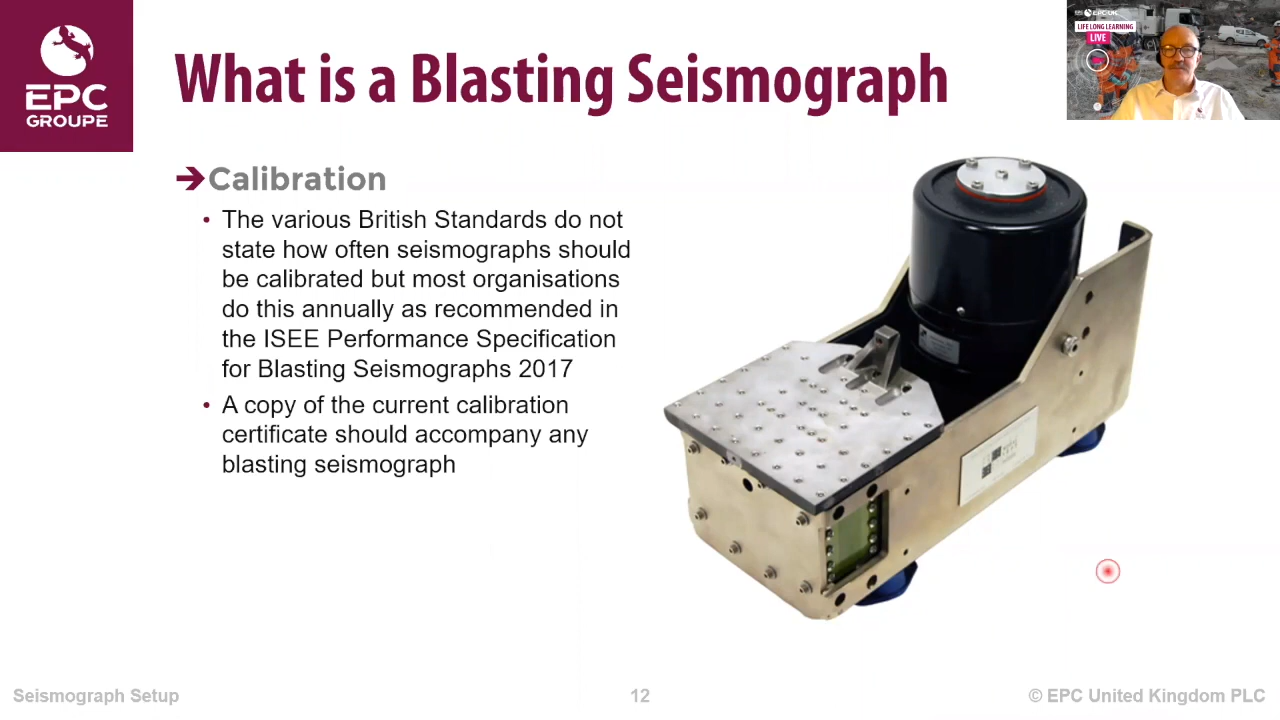 EPC
GROUPE
What is a Blasting Seismograph
EPC UK
LIFE LONG LEARNING
LIVE
Calibration
• The various British Standards do not
state how often seismographs should
be calibrated but most organisations
do this annually as recommended in
the ISEE Performance Specification
for Blasting Seismographs 2017
• A copy of the current calibration
certificate should accompany any
blasting seismograph
Seismograph Setup
12
© EPC United Kingdom PLC